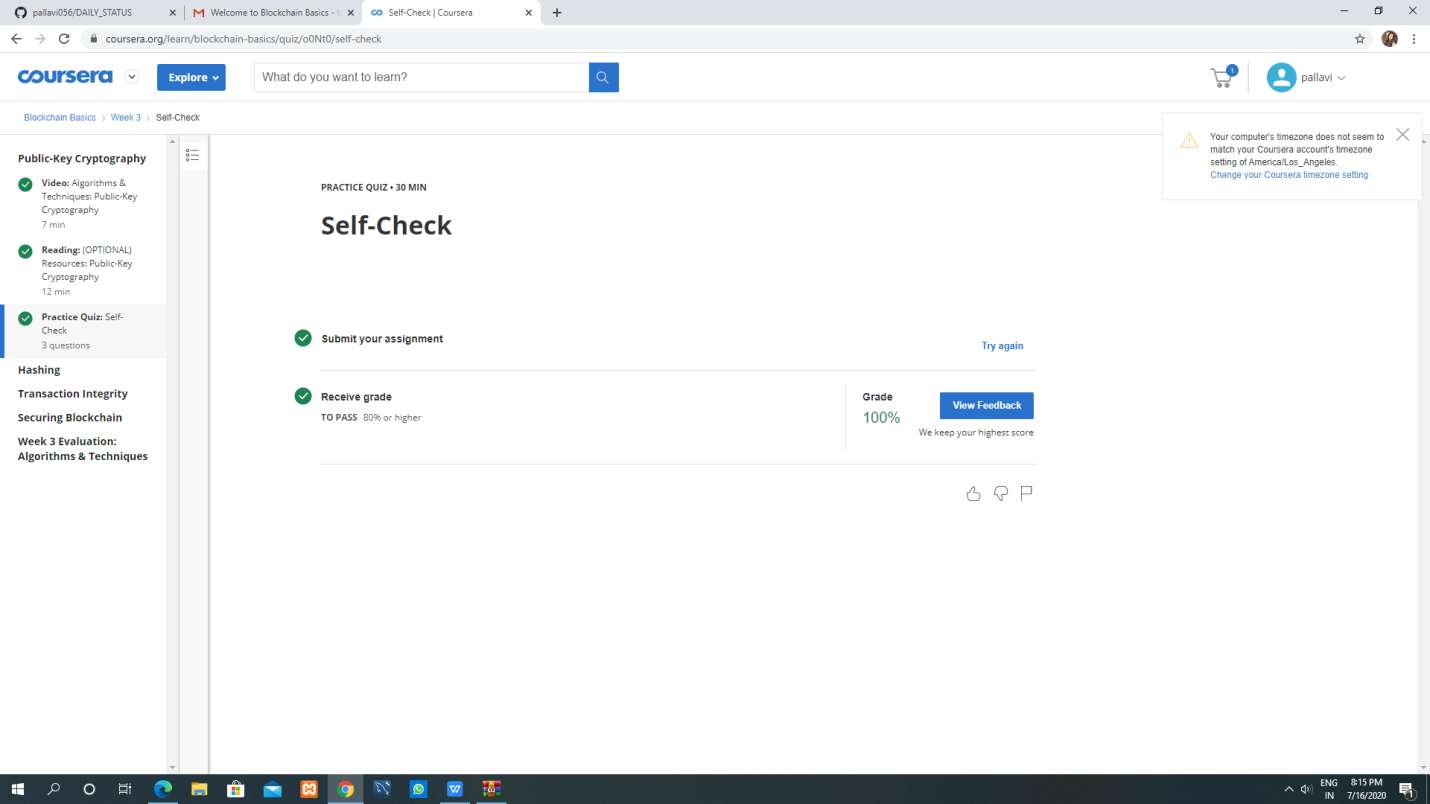 pallavi056/DAILY_STATUS
Welcome to Blockchain Basics -
Self-Check | Coursera
coursera.org/learn/blockchain-basics/quiz/o0Nt0/self-check
coursera
Explore
What do you want to learn?
1
pallavi
Blockchain Basics > Week 3 > Self-Check
Your computer's timezone does not seem to
match your Coursera account's timezone
setting of America/Los_Angeles.
Change your Coursera timezone setting
Public-Key Cryptography
Video: Algorithms &
Techniques: Public-Key
Cryptography
7 min
Reading: (OPTIONAL)
Resources: Public-Key
Cryptography
12 min
Practice Quiz: Self-
Check
3 questions
Hashing
Transaction Integrity
Securing Blockchain
Week 3 Evaluation:
Algorithms & Techniques
PRACTICE QUIZ • 30 MIN
Self-Check
Submit your assignment
Try again
Receive grade
TO PASS 80% or higher
Grade
100%
View Feedback
We keep your highest score
ENG
IN
8:15 PM
7/16/2020
1